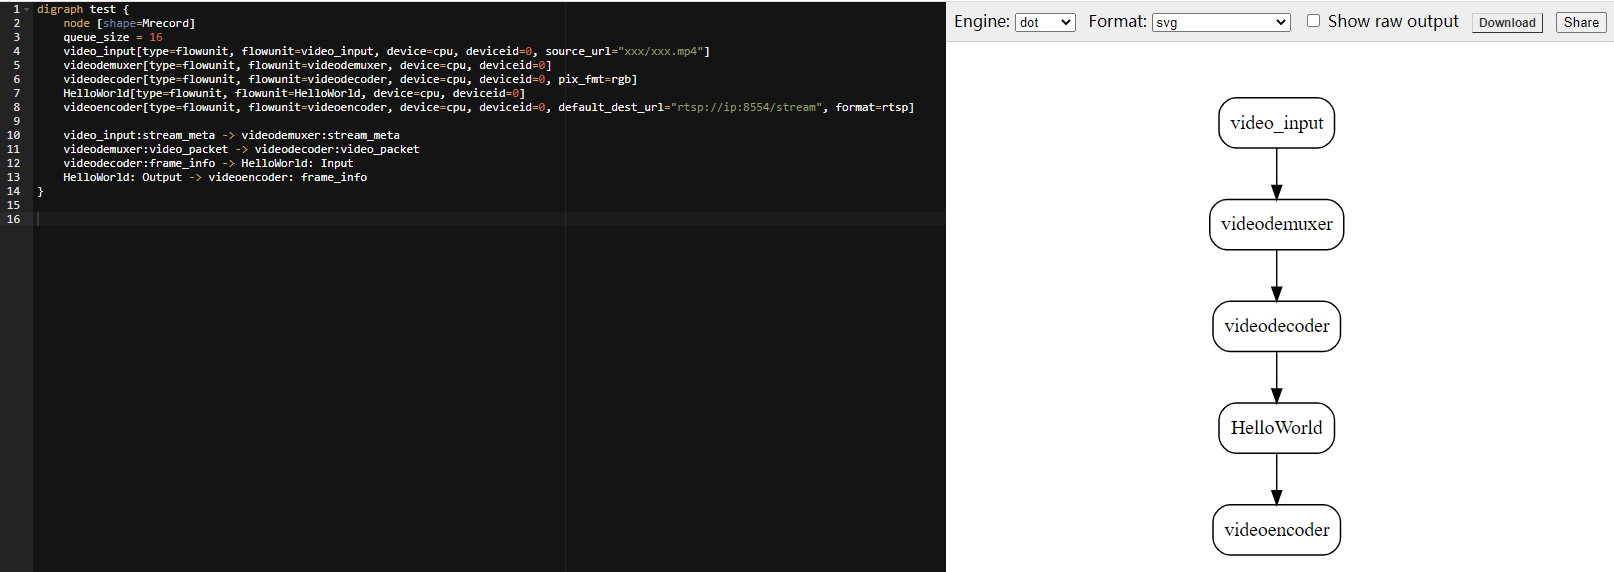 1 digraph test {
2 node [shape=Mrecord]
3 queue_size = 16
4 video_input[type=flowunit, flowunit=video_input, device=cpu, deviceid=0, source_url="xxx/xxx.mp4"]
5 videodemuxer[type=flowunit, flowunit=videodemuxer, device=cpu, deviceid=0]
6 videodecoder[type=flowunit, flowunit=videodecoder, device=cpu, deviceid=0, pix_fmt=rgb]
7 HelloWorld[type=flowunit, flowunit=HelloWorld, device=cpu, deviceid=0]
8 videoencoder[type=flowunit, flowunit=videoencoder, device=cpu, deviceid=0, default_dest_url="rtsp://ip:8554/stream", format=rtsp]
9
10 video_input:stream_meta -> videodemuxer:stream_meta
11 videodemuxer:video_packet -> videodecoder:video_packet
12 videodecoder:frame_info -> HelloWorld: Input
13 HelloWorld: Output -> videoencoder: frame_info
14 }
15
16
Engine: dot Format: svg Show raw output Download Share
video_input
videodemuxer
videodecoder
HelloWorld
videoencoder